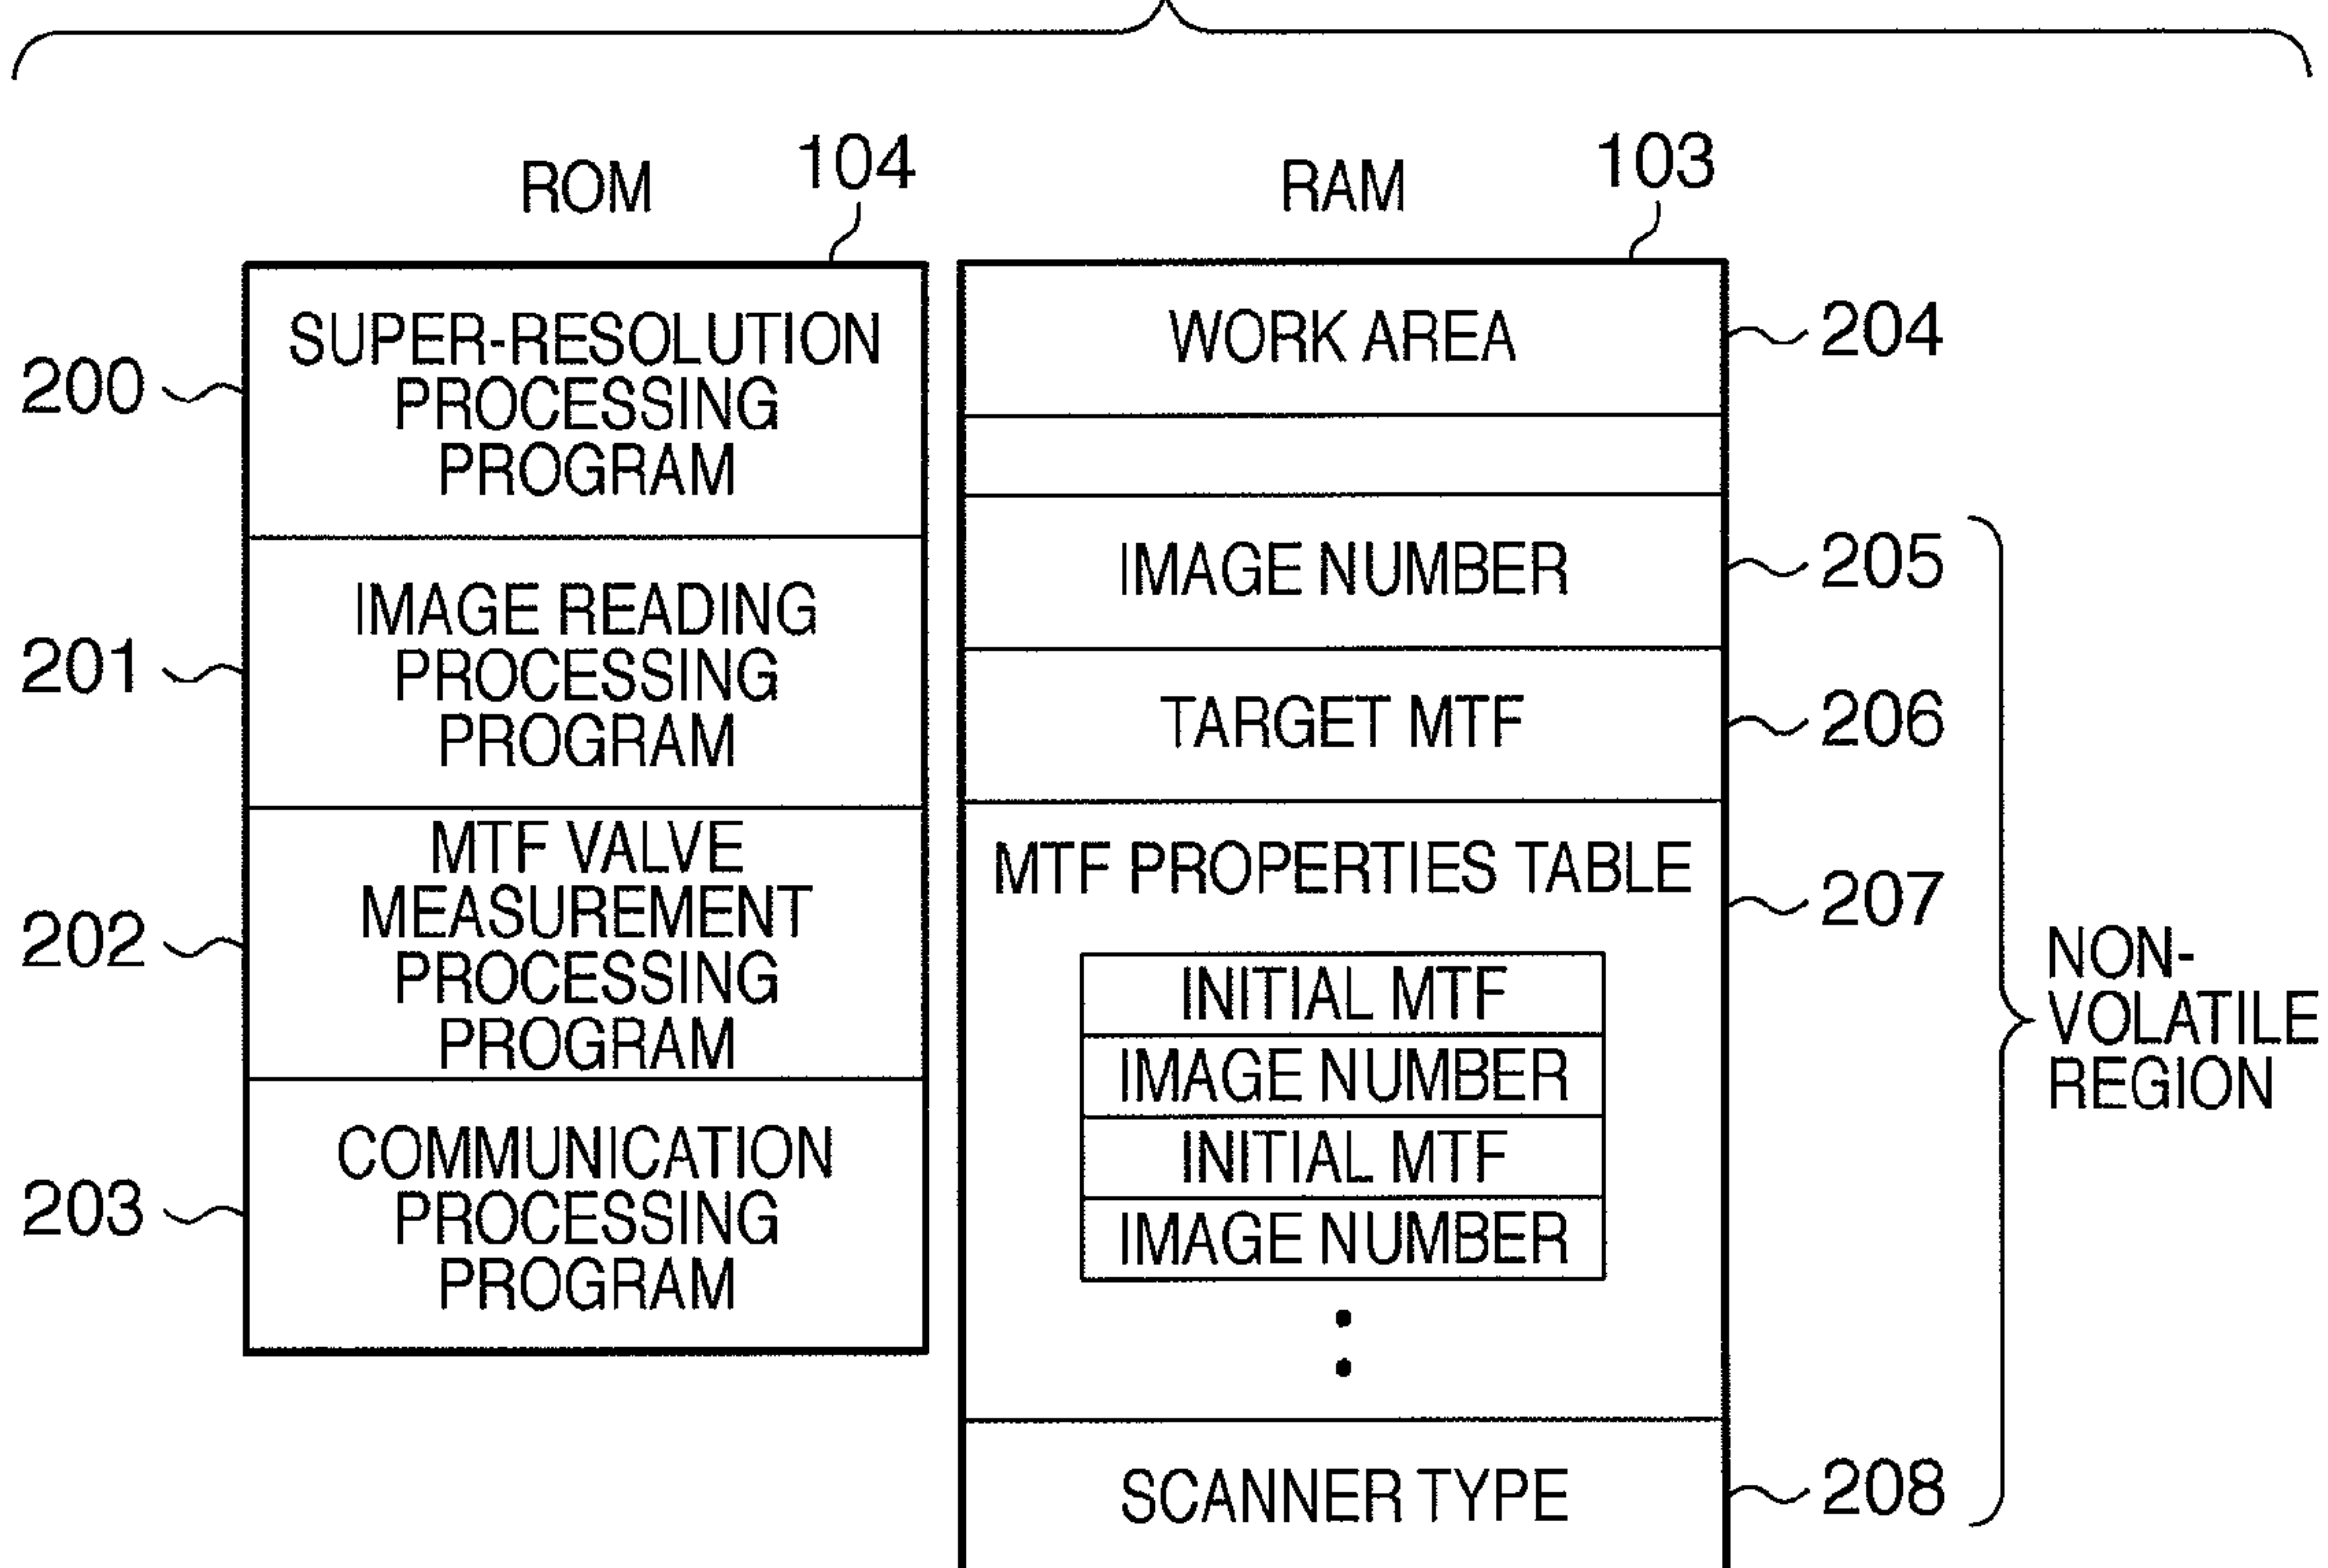 ROM
104
SUPER-RESOLUTION
PROCESSING
PROGRAM
200
IMAGE READING
PROCESSING
PROGRAM
201
MTF VALVE
MEASUREMENT
PROCESSING
PROGRAM
202
COMMUNICATION
PROCESSING
PROGRAM
203
RAM
103
WORK AREA
204
IMAGE NUMBER
205
TARGET MTF
206
MTF PROPERTIES TABLE
207
INITIAL MTF
IMAGE NUMBER
INITIAL MTF
IMAGE NUMBER
SCANNER TYPE
208
NON-
VOLATILE
REGION